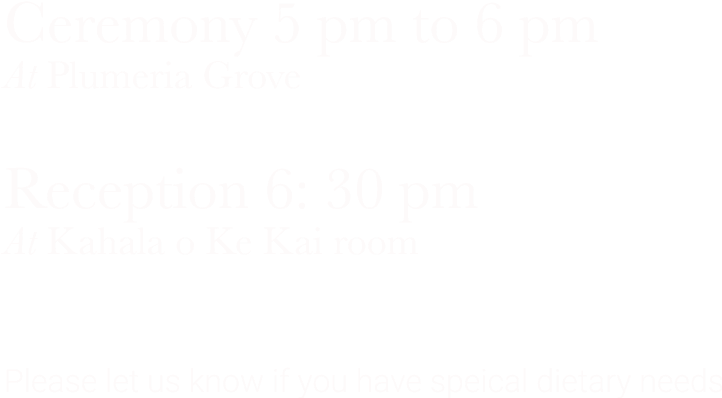 Ceremony 5 pm to 6 pm
At Plumeria Grove
Reception 6: 30 pm
At Kahala o Ke Kai room
Please let us know if you have speical dietary needs